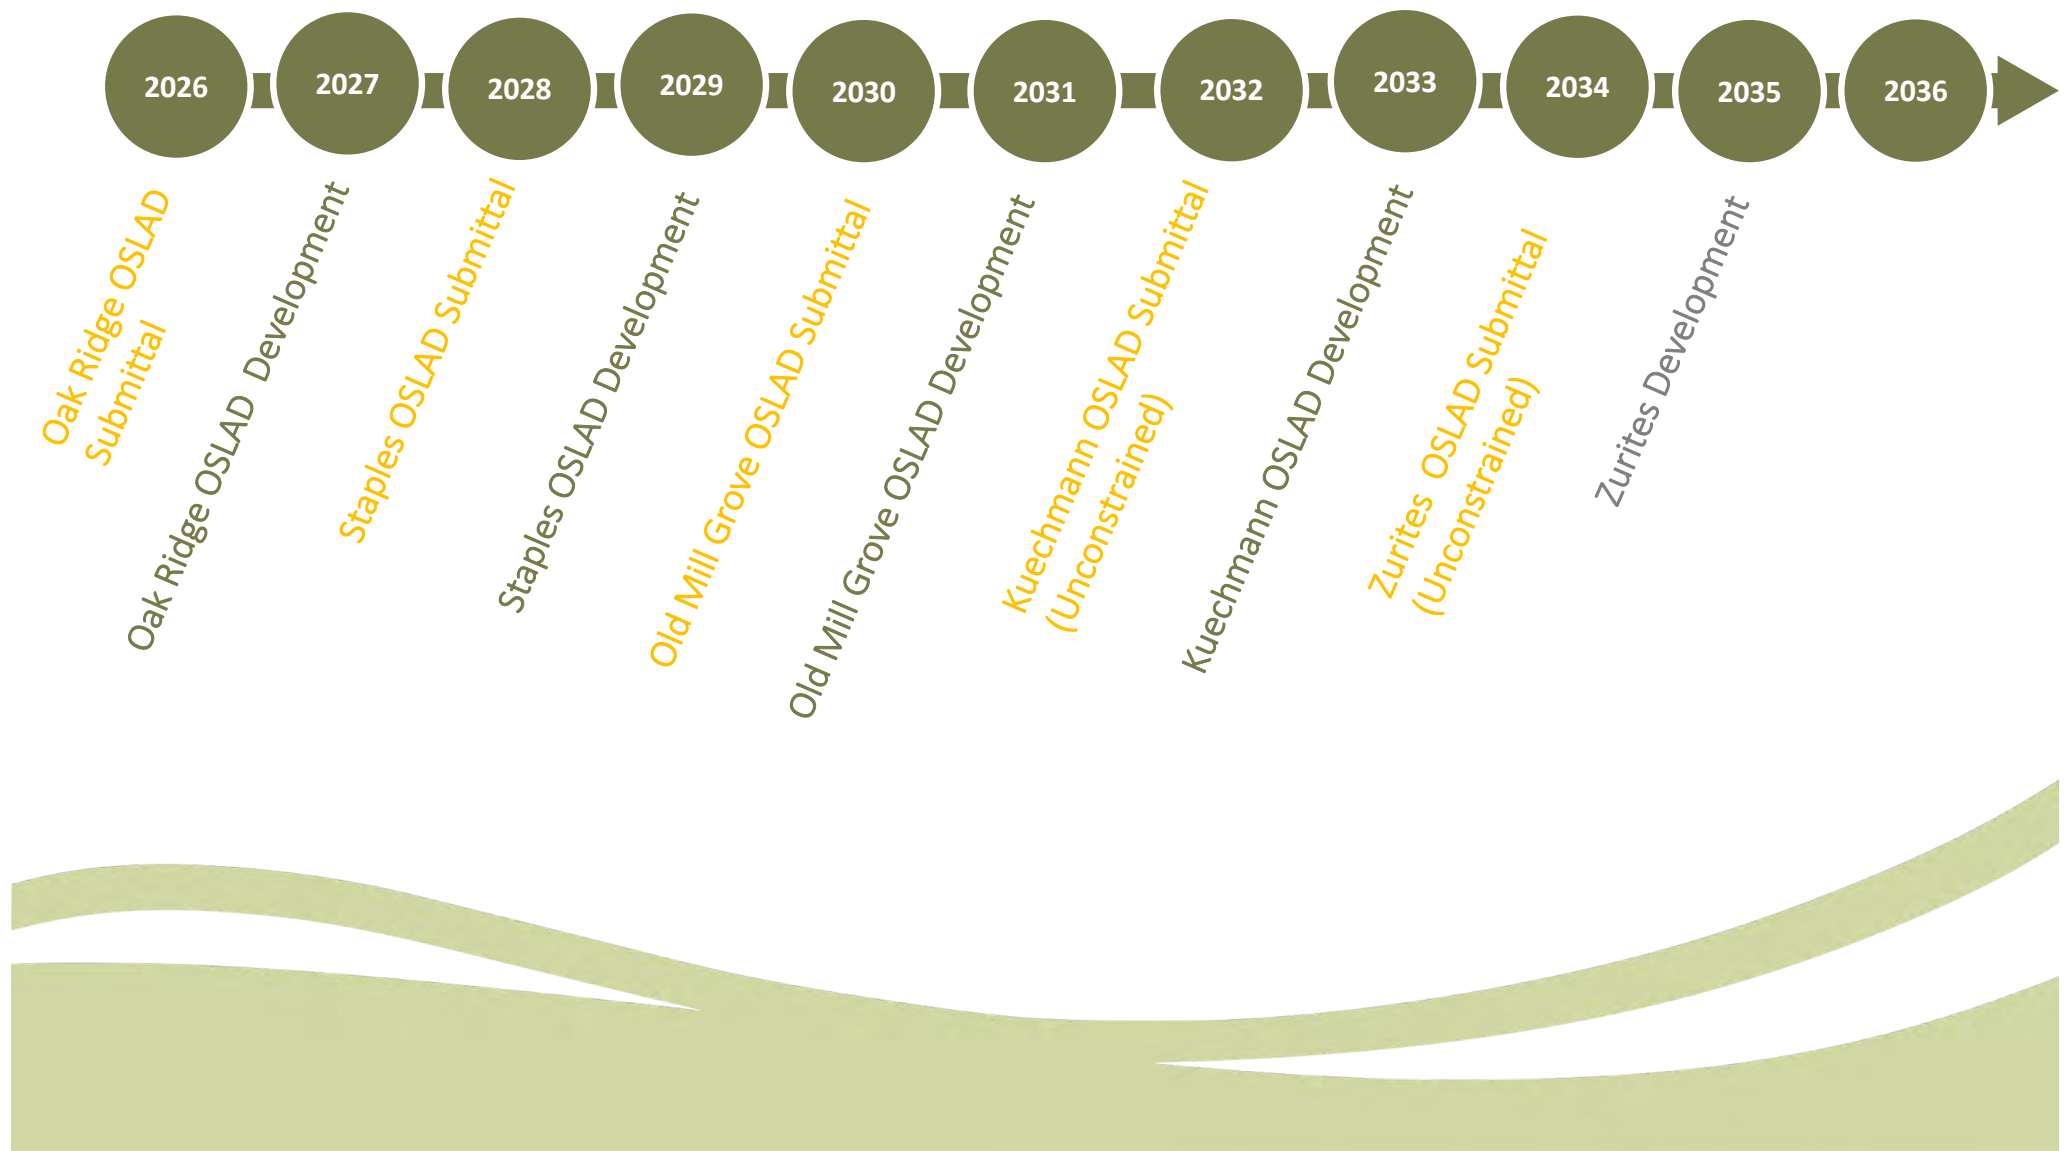 2026
2027
2028
2029
2030
2031
2032
2033
2034
2035
2036
Oak Ridge OSLAD
Submittal
Oak Ridge OSLAD  Development
Staples OSLAD Submittal
Staples OSLAD Development
Old Mill Grove OSLAD Submittal
Old Mill Grove OSLAD Development
Kuechmann OSLAD Submittal
(Unconstrained)
Kuechmann OSLAD Development
Zurites  OSLAD Submittal
(Unconstrained)
Zurites Development